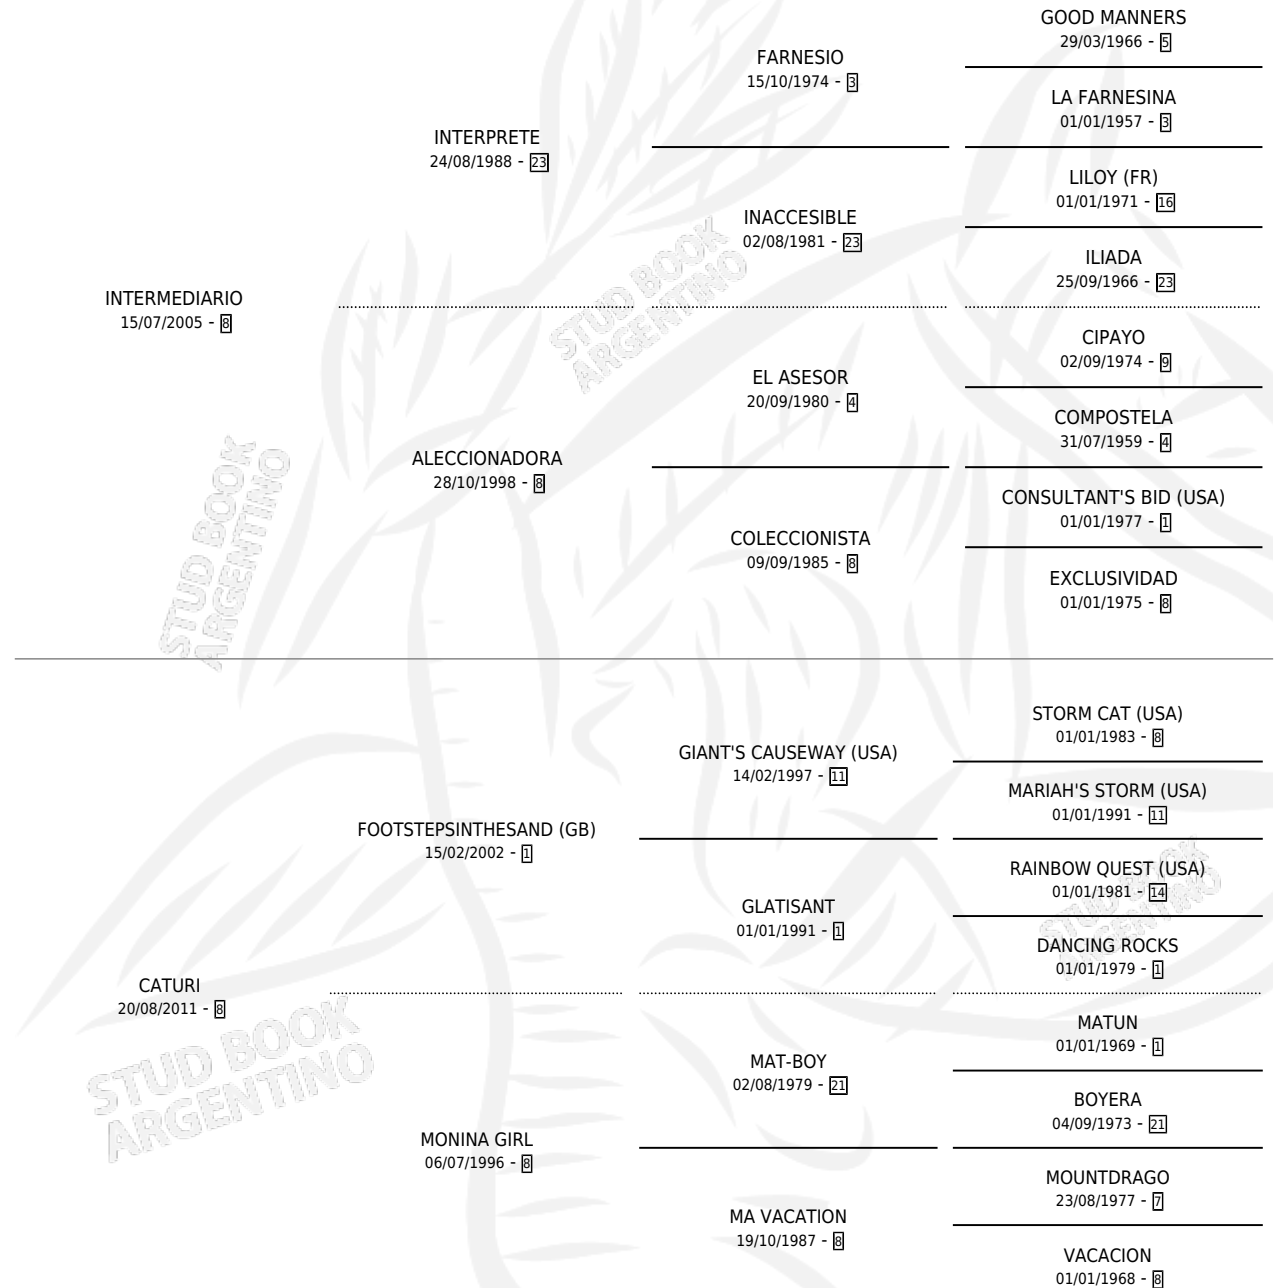 GOOD MANNERS
29/03/1966 - 5
FARNESIO
15/10/1974 - 3
LA FARNESINA
01/01/1957 - 3
INTERPRETE
24/08/1988 - 23
LILOY (FR)
01/01/1971 - 16
INACCESIBLE
02/08/1981 - 23
ILIADA
25/09/1966 - 23
INTERMEDIARIO
15/07/2005 - 8
CIPAYO
02/09/1974 - 9
EL ASESOR
20/09/1980 - 4
COMPOSTELA
31/07/1959 - 4
ALECCIONADORA
28/10/1998 - 8
CONSULTANT'S BID (USA)
01/01/1977 - 1
COLECCIONISTA
09/09/1985 - 8
EXCLUSIVIDAD
01/01/1975 - 8
STORM CAT (USA)
01/01/1983 - 8
GIANT'S CAUSEWAY (USA)
14/02/1997 - 11
MARIAH'S STORM (USA)
01/01/1991 - 11
FOOTSTEPSINTHESAND (GB)
15/02/2002 - 1
RAINBOW QUEST (USA)
01/01/1981 - 14
GLATISANT
01/01/1991 - 1
DANCING ROCKS
01/01/1979 - 1
CATURI
20/08/2011 - 8
MATUN
01/01/1969 - 1
MAT-BOY
02/08/1979 - 21
BOYERA
04/09/1973 - 21
MONINA GIRL
06/07/1996 - 8
MOUNTDRAGO
23/08/1977 - 7
MA VACATION
19/10/1987 - 8
VACACION
01/01/1968 - 8
STUD BOOK
ARGENTINO
STUD BOOK
ARGENTINO
STUD BOOK
ARGENTINO
STUD BOOK
ARGENTINO